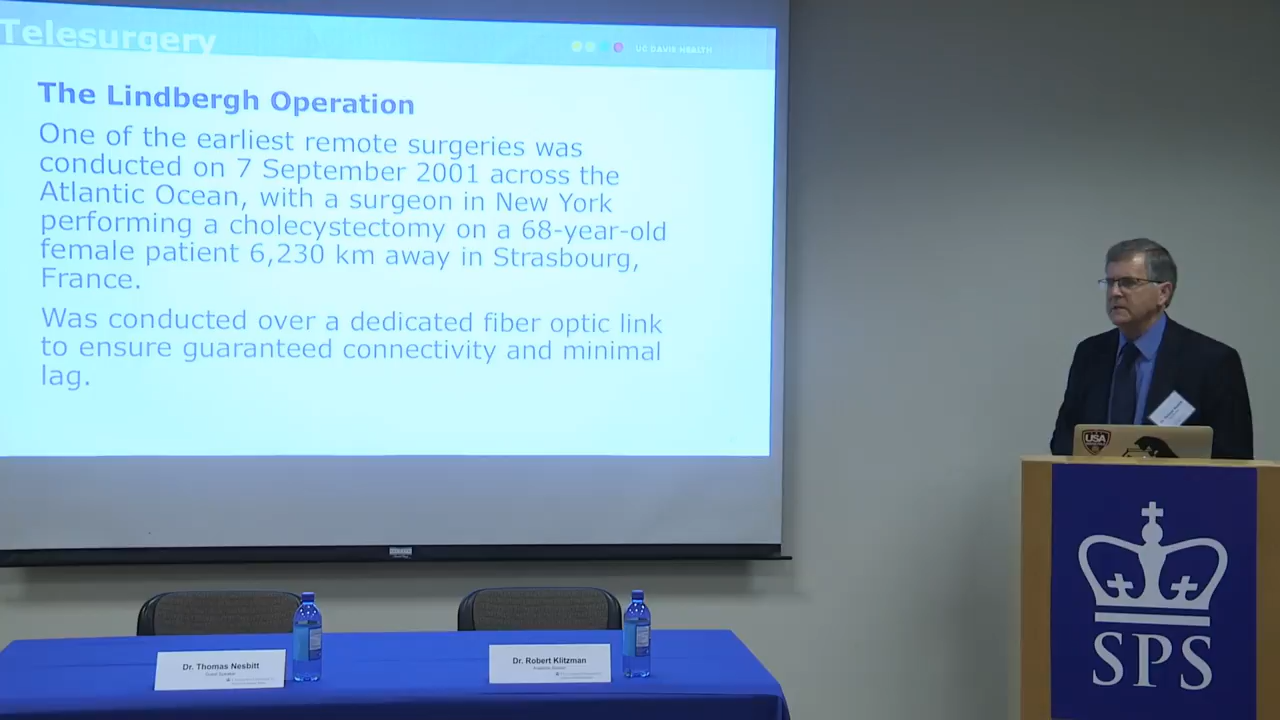 Telesurgery
UC DAVIS HEALTH
The Lindbergh Operation
One of the earliest remote surgeries was
conducted on 7 September 2001 across the
Atlantic Ocean, with a surgeon in New York
performing a cholecystectomy on a 68-year-old
female patient 6,230 km away in Strasbourg,
France.
Was conducted over a dedicated fiber optic link
to ensure guaranteed connectivity and minimal
lag.
USA
SPS
Dr. Thomas Nesbitt
Guest Speaker
Dr. Robert Klitzman